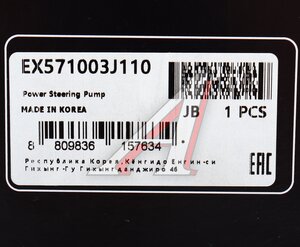 EX571003J110
Power Steering Pump
MADE IN KOREA
JB 1 PCS
8 809836 157634 >
Республика Корея, Кёнгидо Енгин-си
Гихынг-Гу Гихынгданджиро 46
EAC